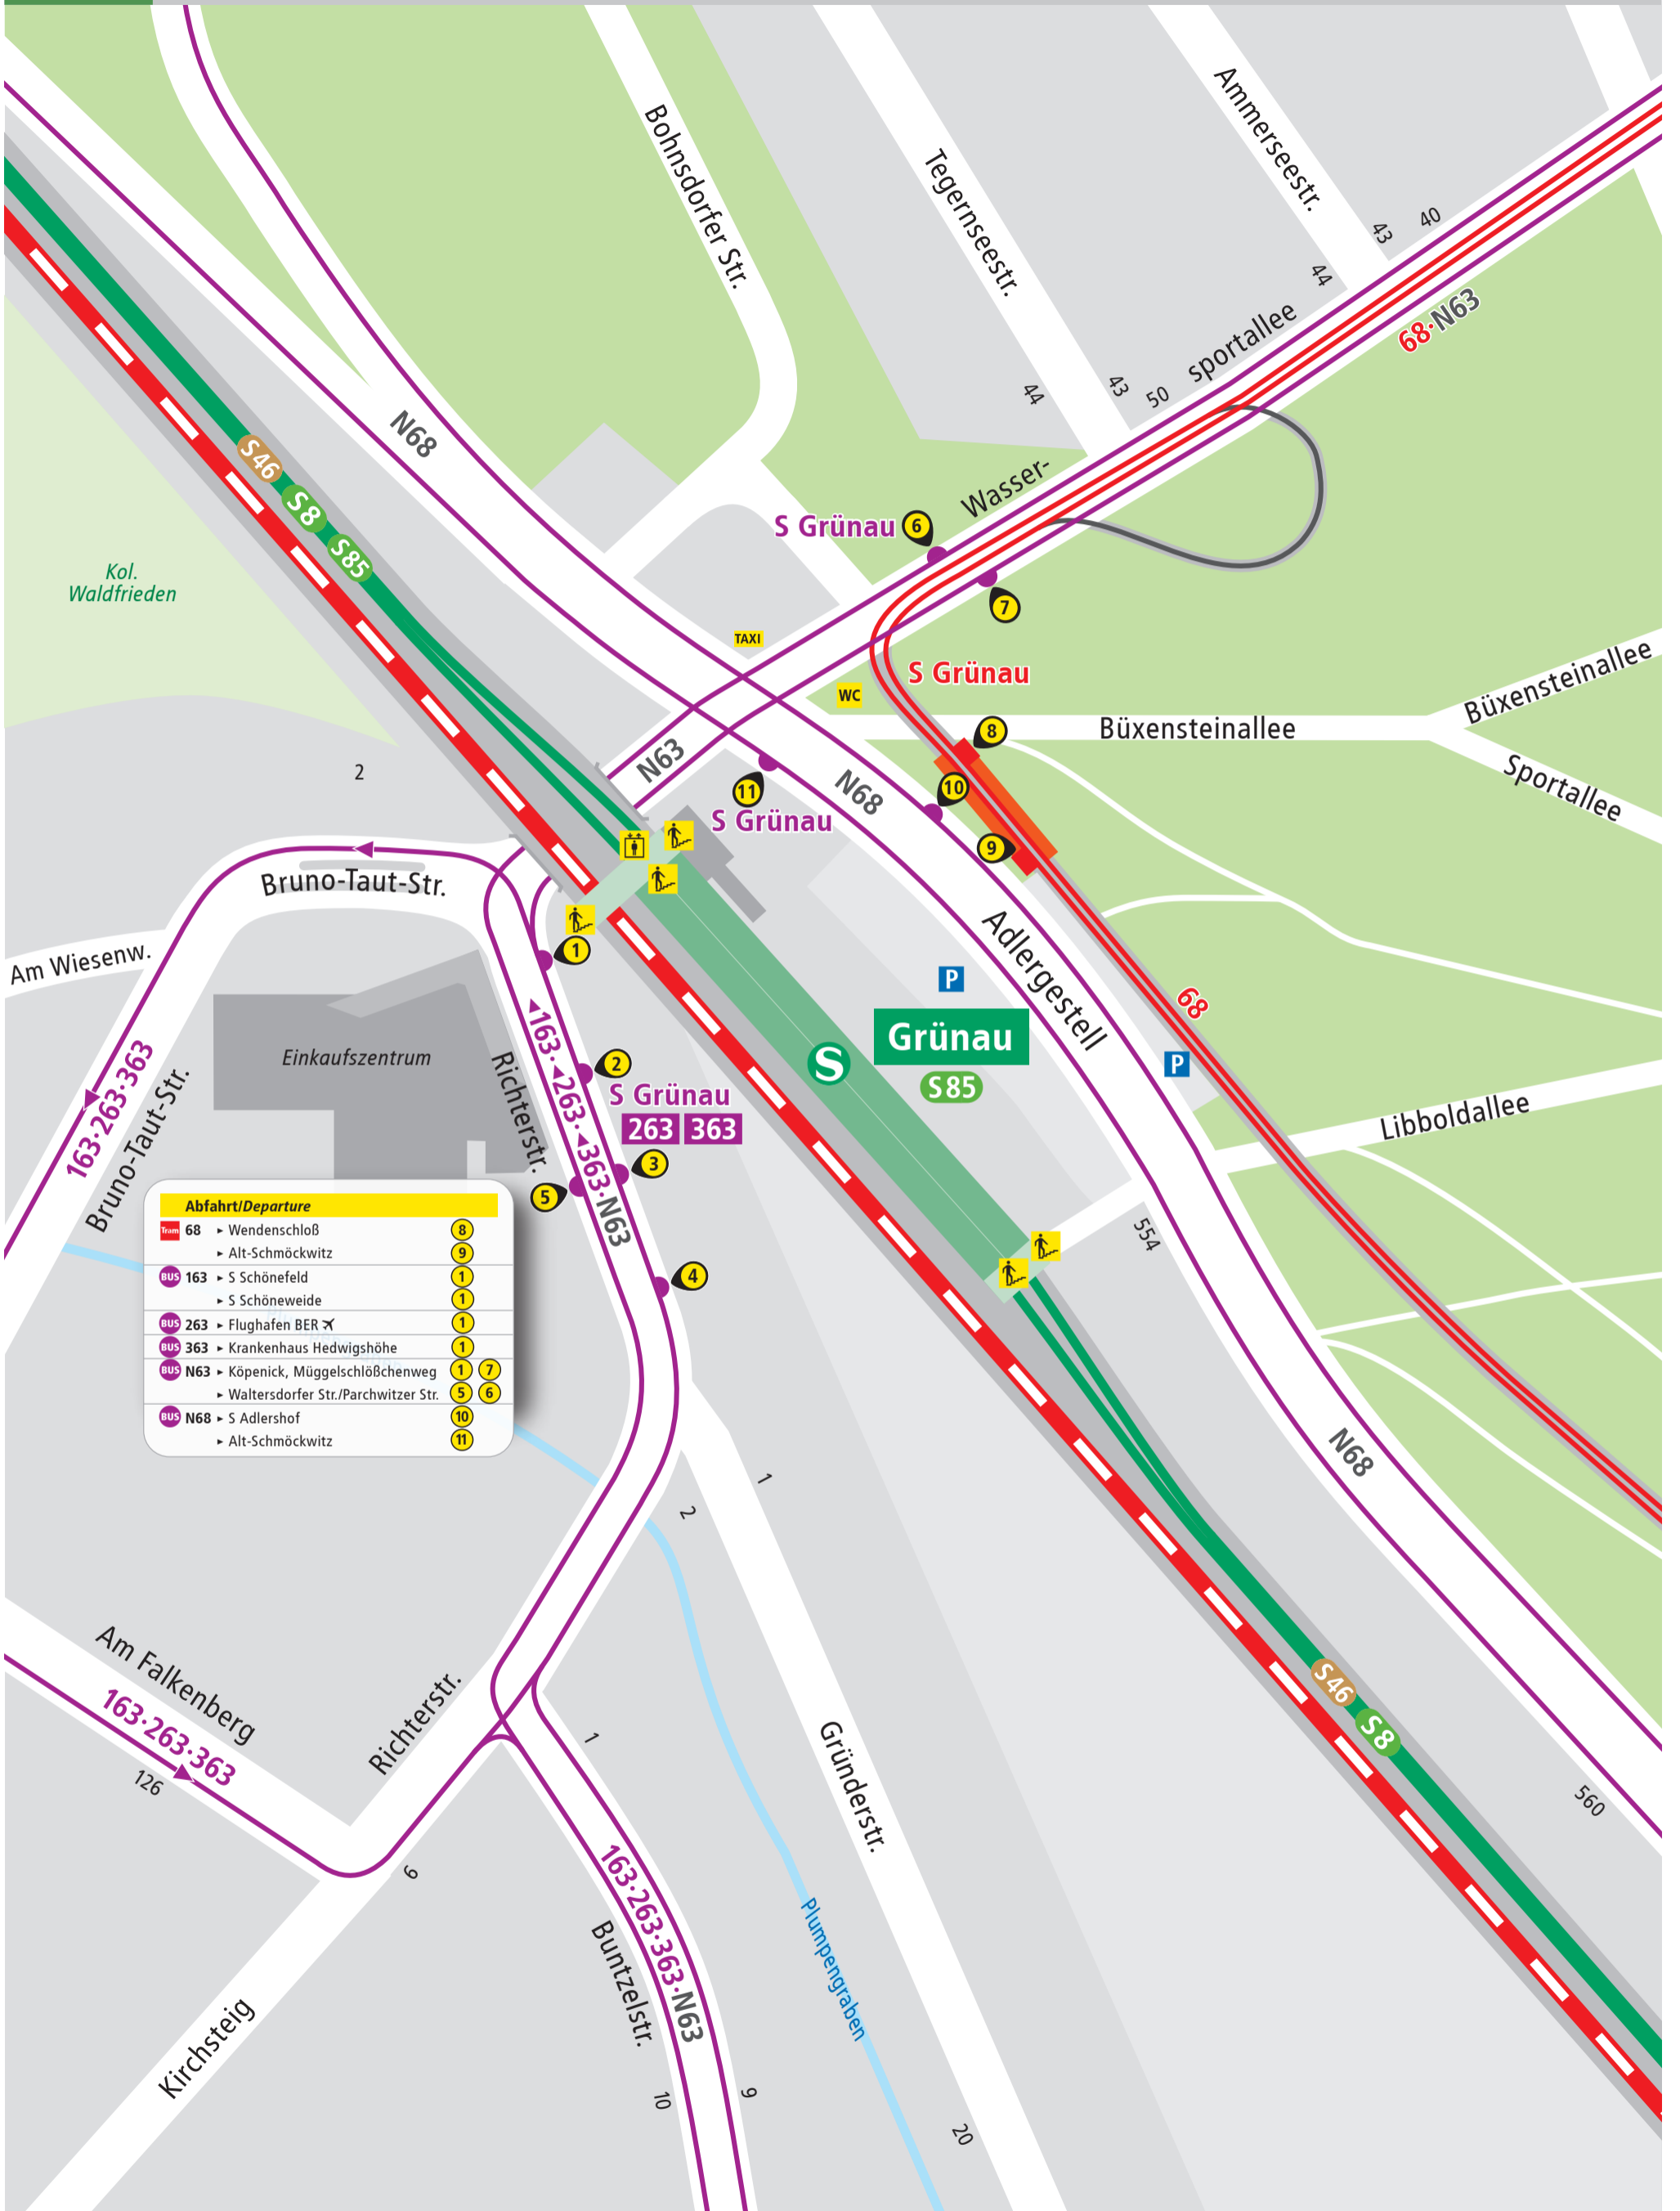 Bohnsdorfer Str.
Tegernseestr.
Ammerseestr.
43
40
44
68·N63
sportallee
44
43
50
N68
S46
S8
S85
Wasser-
S Grünau
6
7
Kol.
Waldfrieden
TAXI
S Grünau
WC
Büxensteinallee
Büxensteinallee
Sportallee
8
N63
2
11
S Grünau
N68
10
9
Bruno-Taut-Str.
Am Wiesenw.
1
Adlergestell
P
Grünau
S
S85
68
P
Einkaufszentrum
163·263·363
Bruno-Taut-Str.
Richterstr.
163·263·363·N63
2
S Grünau
263 363
3
5
4
Libboldallee
554
Abfahrt/Departure
Tram 68 ▸ Wendenschloß 8
▸ Alt-Schmöckwitz 9
BUS 163 ▸ S Schönefeld 1
▸ S Schöneweide 1
BUS 263 ▸ Flughafen BER 1
BUS 363 ▸ Krankenhaus Hedwigshöhe 1
BUS N63 ▸ Köpenick, Müggelschlößchenweg 1 7
▸ Waltersdorfer Str./Parchwitzer Str. 5 6
BUS N68 ▸ S Adlershof 10
▸ Alt-Schmöckwitz 11
N68
1
2
Am Falkenberg
163·263·363
126
Richterstr.
6
1
Gründerstr.
S46
S8
560
163·263·363·N63
Buntzelstr.
Plumpengraben
Kirchsteig
10
9
20